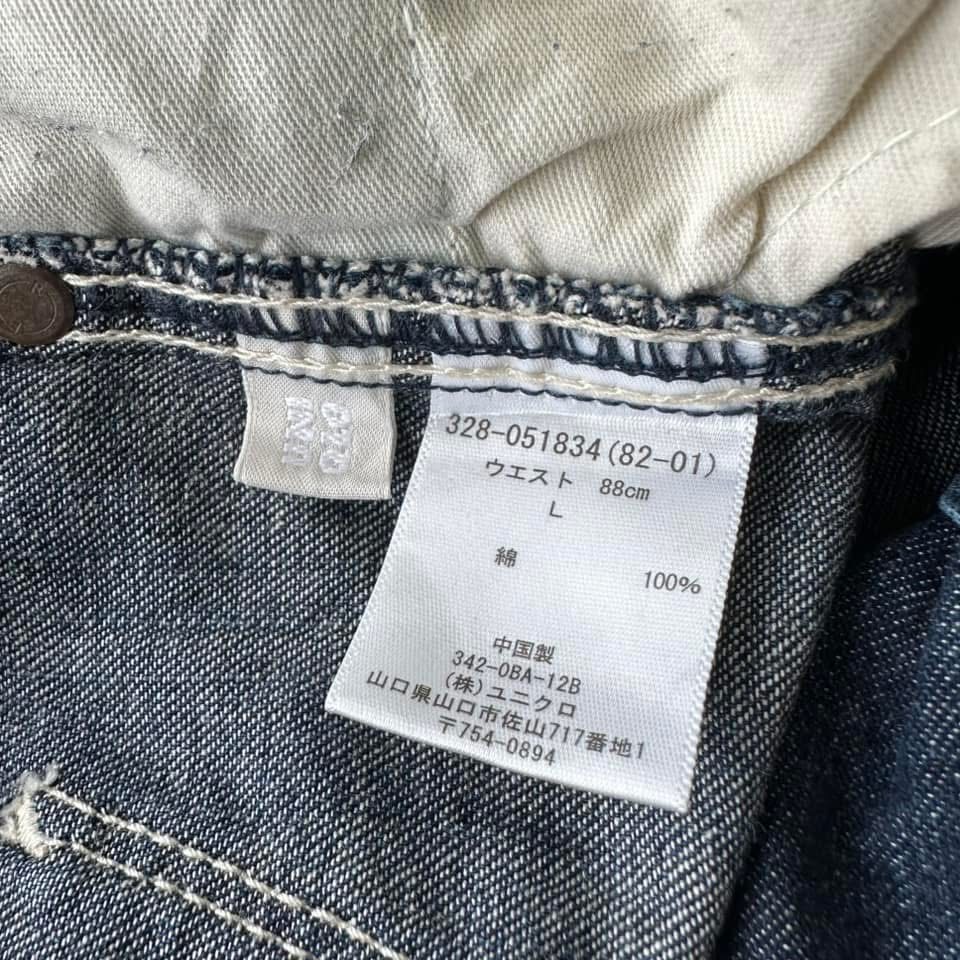 UNI
QLO
328-051834(82-01)
ウエスト 88cm
L
綿 100%
中国製
342-0BA-12B
(株)ユニクロ
山口県山口市佐山717番地1
〒754-0894